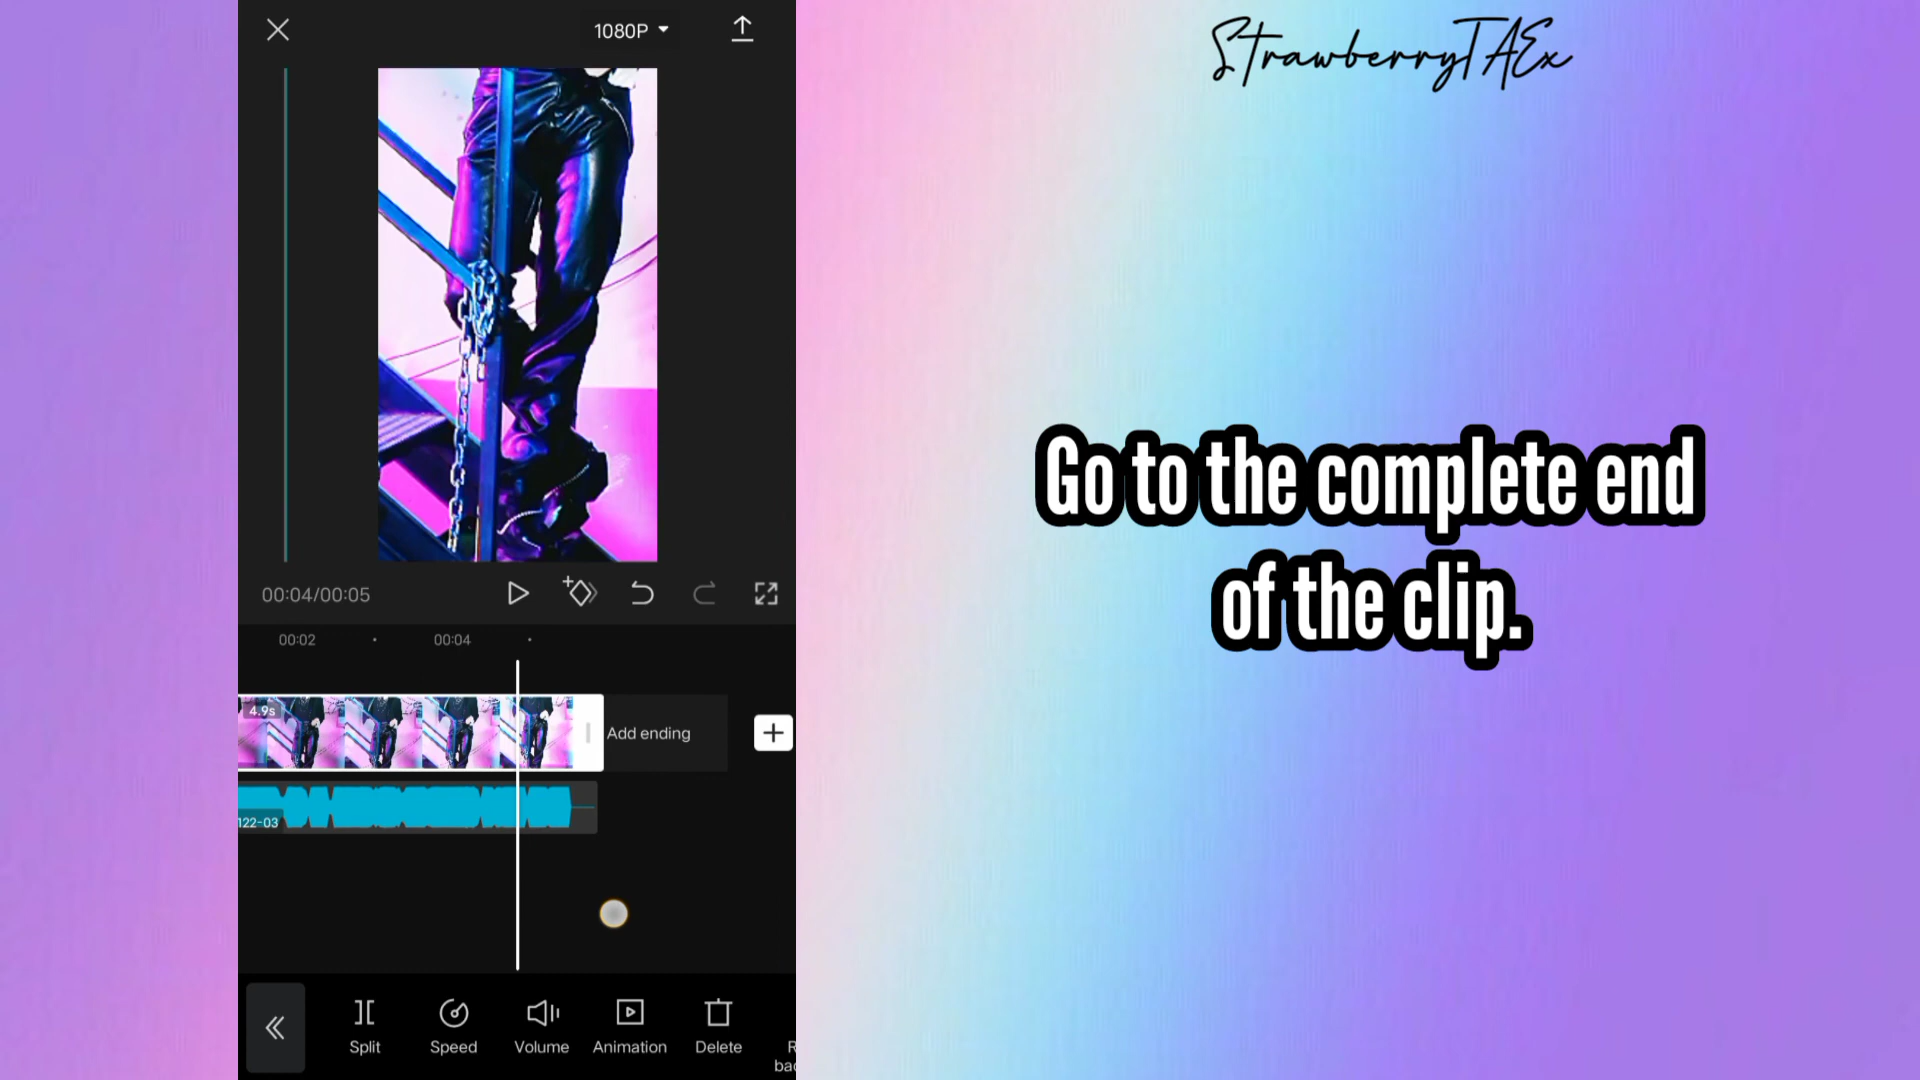 1080P
StrawberryTAEx
Go to the complete end
of the clip.
00:04/00:05
00:02
00:04
4.9s
Add ending
122-03
Split
Speed
Volume
Animation
Delete
R
bac